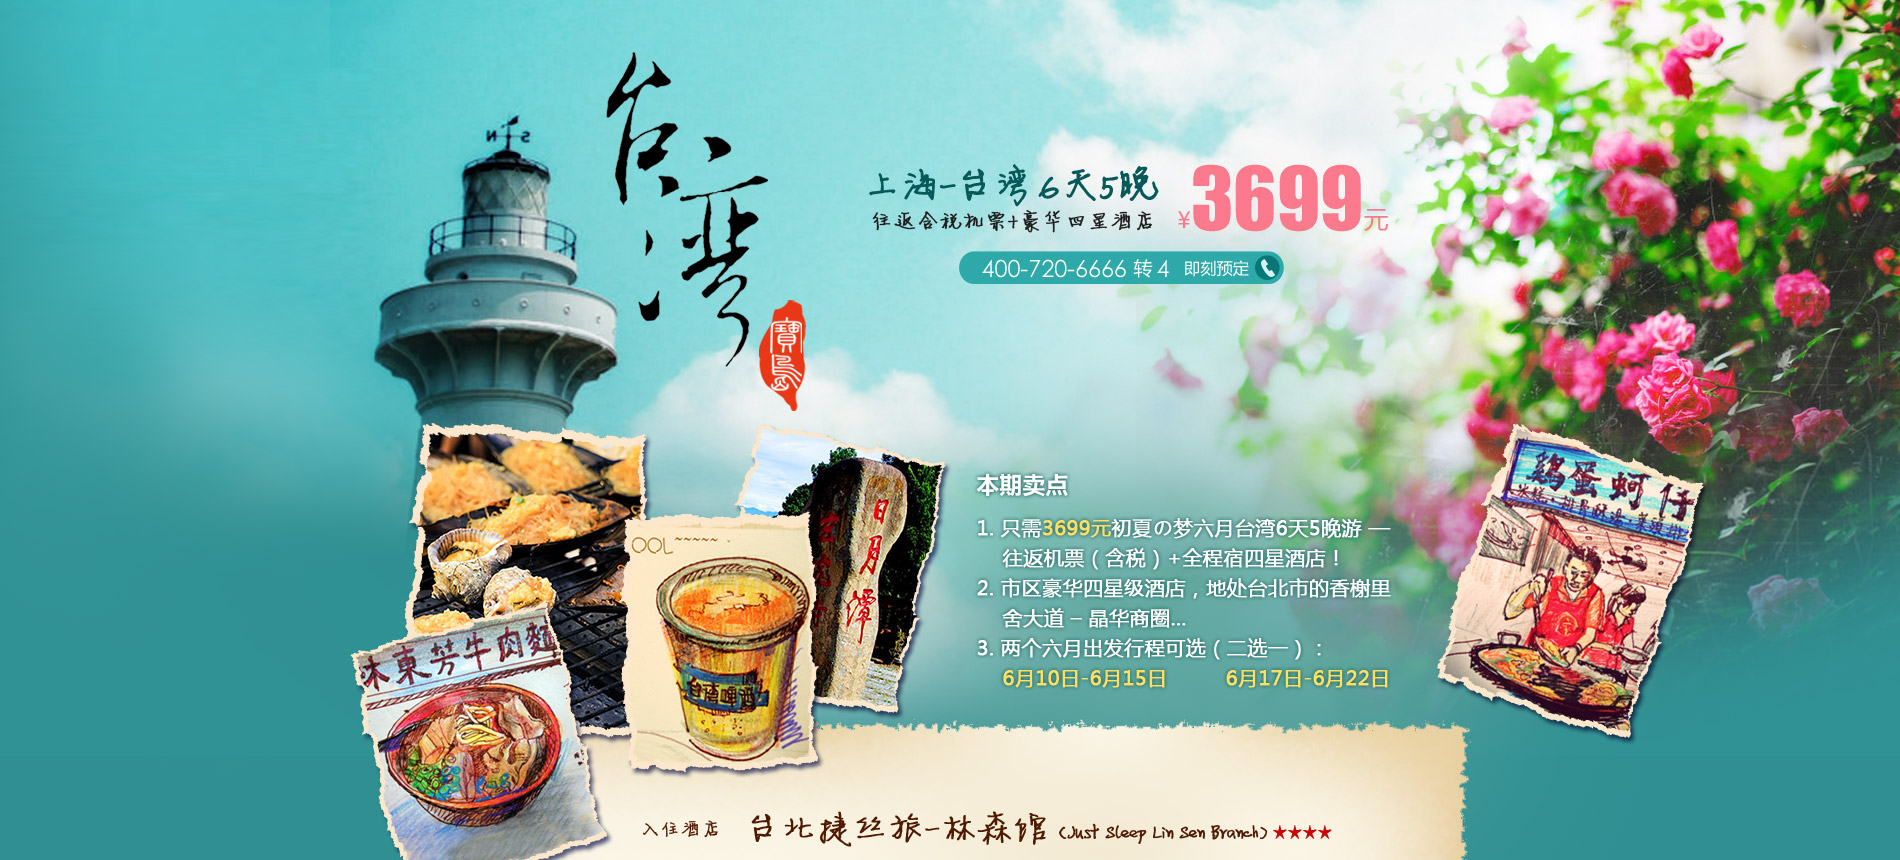 N S
台湾
寶島
上海-台湾6天5晚
¥3699元
往返含税机票+豪华四星酒店
400-720-6666 转 4 即刻预定
本期卖点
1. 只需3699元初夏の梦六月台湾6天5晚游 —
往返机票（含税）+全程宿四星酒店！
2. 市区豪华四星级酒店，地处台北市的香榭里
舍大道 – 晶华商圈...
3. 两个六月出发行程可选（二选一）：
6月10日-6月15日 6月17日-6月22日
OOL~~~~~
台湾啤酒
日月潭
味東芳牛肉麵
鷄蛋蚵仔
入住酒店 台北捷丝旅-林森馆 (Just Sleep Lin Sen Branch) ★★★★